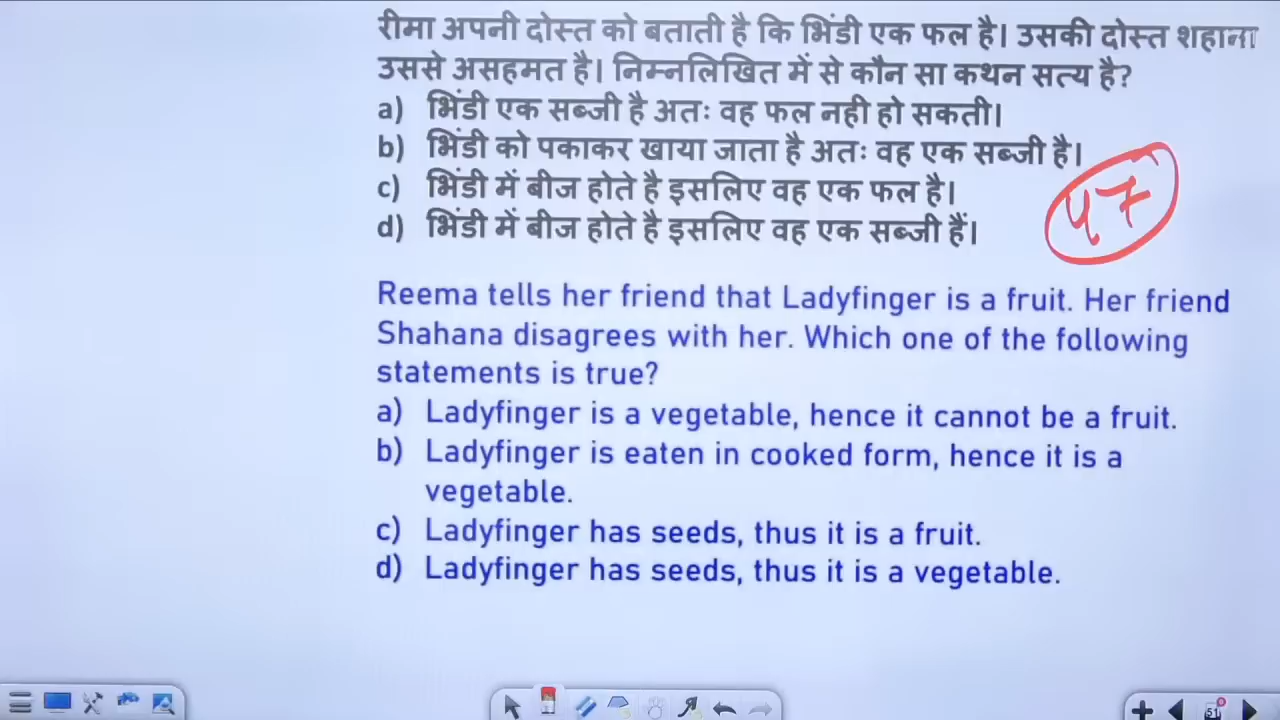 रीमा अपनी दोस्त को बताती है कि भिंडी एक फल है। उसकी दोस्त शहाना
उससे असहमत है। निम्नलिखित में से कौन सा कथन सत्य है?
a) भिंडी एक सब्जी है अतः वह फल नही हो सकती।
b) भिंडी को पकाकर खाया जाता है अतः वह एक सब्जी है।
c) भिंडी में बीज होते है इसलिए वह एक फल है।
d) भिंडी में बीज होते है इसलिए वह एक सब्जी हैं।
Reema tells her friend that Ladyfinger is a fruit. Her friend
Shahana disagrees with her. Which one of the following
statements is true?
a) Ladyfinger is a vegetable, hence it cannot be a fruit.
b) Ladyfinger is eaten in cooked form, hence it is a
vegetable.
c) Ladyfinger has seeds, thus it is a fruit.
d) Ladyfinger has seeds, thus it is a vegetable.
51